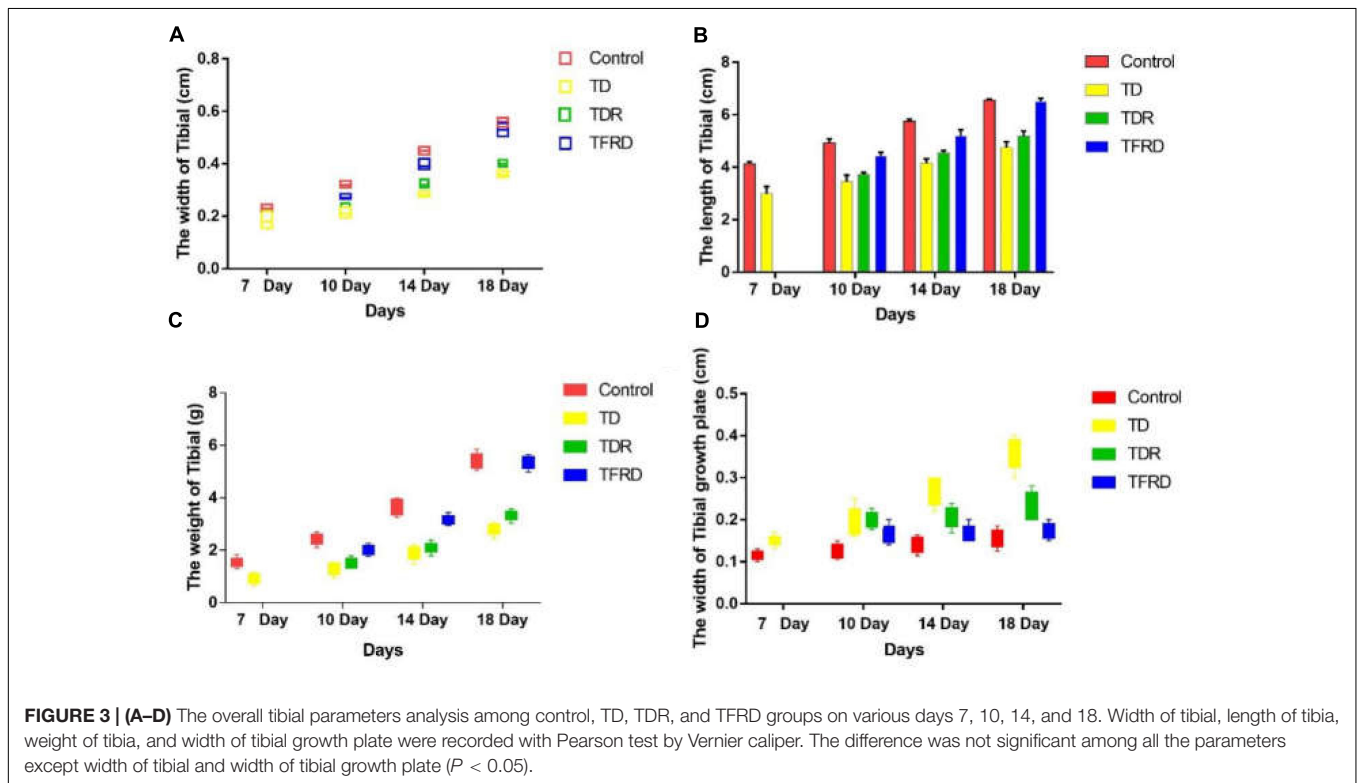 A
The width of Tibial (cm)
0.8
0.6
0.4
0.2
0.0
7 Day
10 Day
14 Day
18 Day
Days
Control
TD
TDR
TFRD
B
The length of Tibial (cm)
8
6
4
2
0
7 Day
10 Day
14 Day
18 Day
Days
Control
TD
TDR
TFRD
C
The weight of Tibial (g)
8
6
4
2
0
7 Day
10 Day
14 Day
18 Day
Days
Control
TD
TDR
TFRD
D
The width of Tibial growth plate (cm)
0.5
0.4
0.3
0.2
0.1
0.0
7 Day
10 Day
14 Day
18 Day
Days
Control
TD
TDR
TFRD
FIGURE 3 | (A–D) The overall tibial parameters analysis among control, TD, TDR, and TFRD groups on various days 7, 10, 14, and 18. Width of tibial, length of tibia,
weight of tibia, and width of tibial growth plate were recorded with Pearson test by Vernier caliper. The difference was not significant among all the parameters
except width of tibial and width of tibial growth plate (P < 0.05).